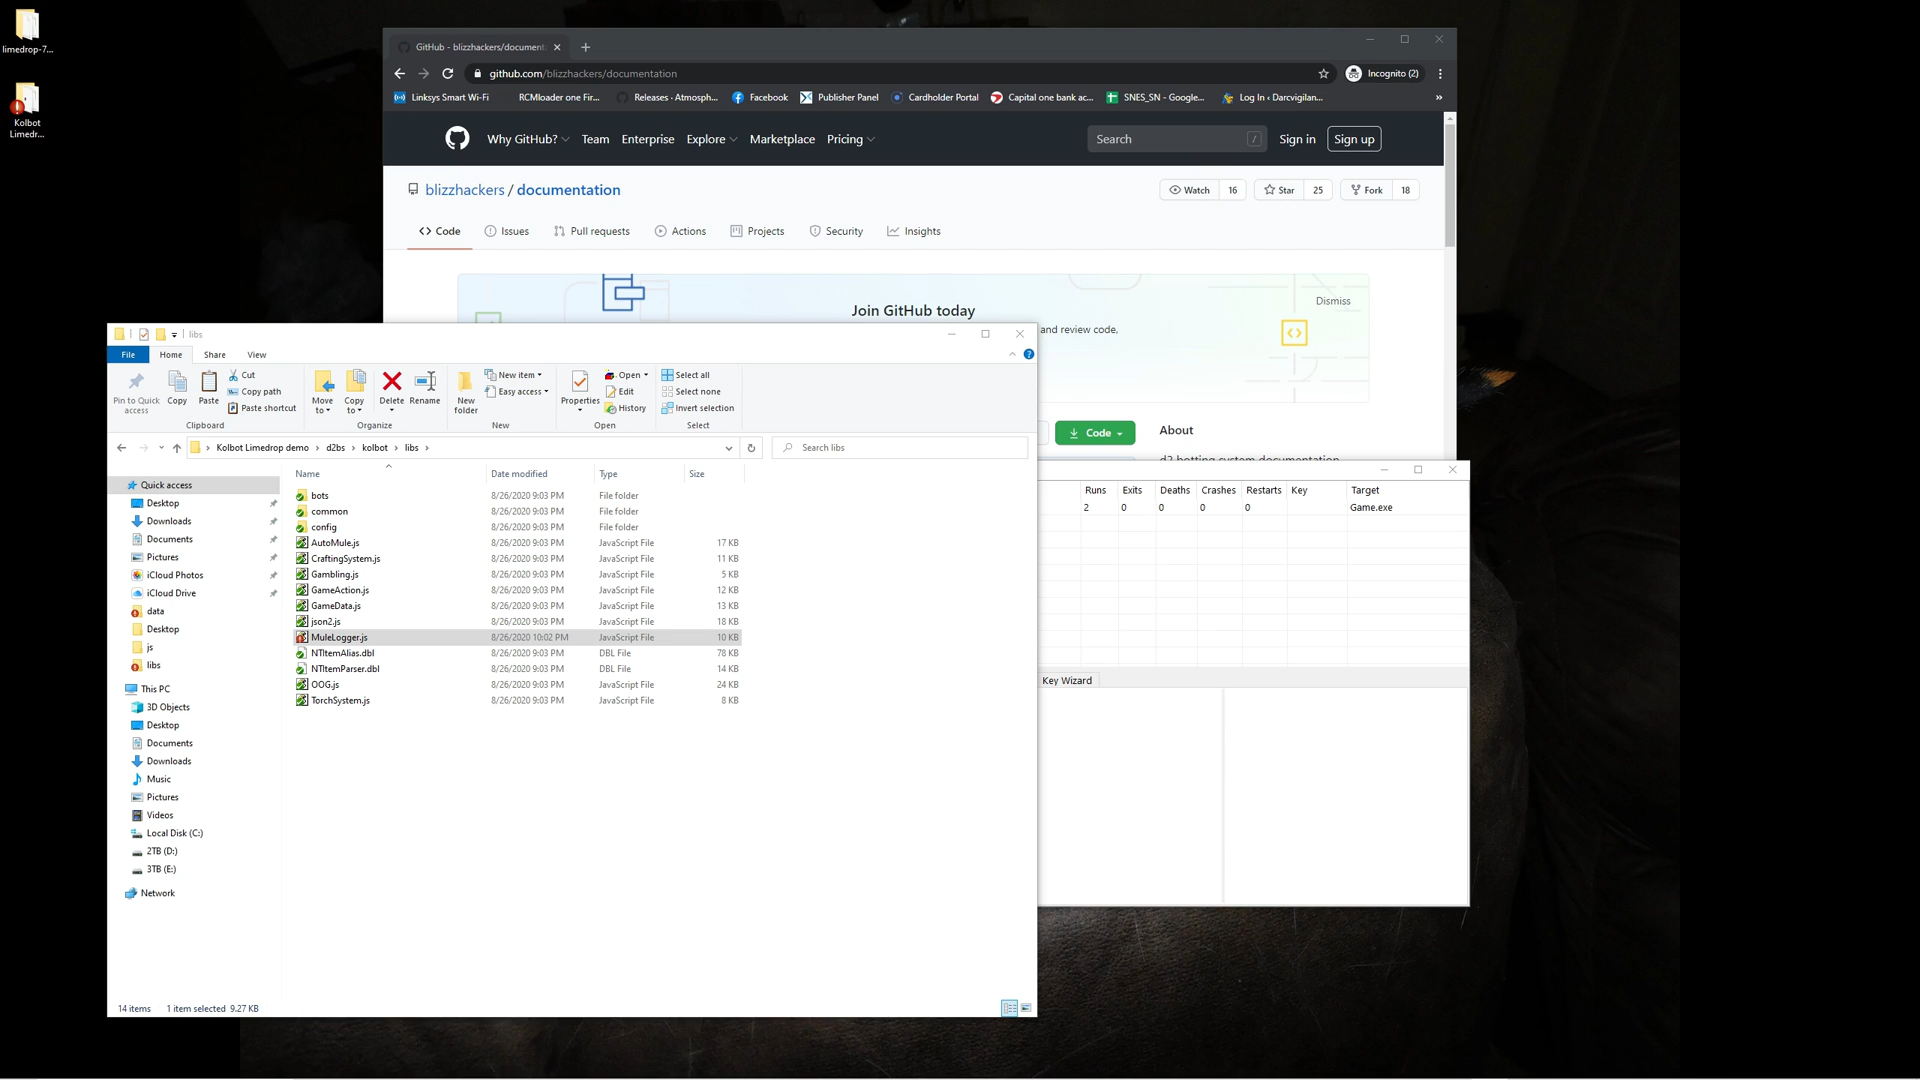 limedrop-7...
Kolbot
Limedr...
GitHub - blizzhackers/document
github.com/blizzhackers/documentation
Incognito (2)
Linksys Smart Wi-Fi
RCMloader one Fir...
Releases · Atmosph...
Facebook
Publisher Panel
Cardholder Portal
Capital one bank ac...
SNES_SN - Google...
Log In ‹ Darcvigilan...
»
Why GitHub?
Team
Enterprise
Explore
Marketplace
Pricing
Search
/
Sign in
Sign up
blizzhackers / documentation
Watch
16
Star
25
Fork
18
Code
Issues
Pull requests
Actions
Projects
Security
Insights
Join GitHub today
Dismiss
and review code,
Code
About
d2 botting system documentation
libs
File
Home
Share
View
Pin to Quick
access
Copy
Paste
Cut
Copy path
Paste shortcut
Clipboard
Move
to
Copy
to
Delete
Rename
Organize
New
folder
New item
Easy access
New
Properties
Open
Edit
History
Open
Select all
Select none
Invert selection
Select
Kolbot Limedrop demo › d2bs › kolbot › libs ›
Search libs
Name
Date modified
Type
Size
bots 8/26/2020 9:03 PM File folder
common 8/26/2020 9:03 PM File folder
config 8/26/2020 9:03 PM File folder
AutoMule.js 8/26/2020 9:03 PM JavaScript File 17 KB
CraftingSystem.js 8/26/2020 9:03 PM JavaScript File 11 KB
Gambling.js 8/26/2020 9:03 PM JavaScript File 5 KB
GameAction.js 8/26/2020 9:03 PM JavaScript File 12 KB
GameData.js 8/26/2020 9:03 PM JavaScript File 13 KB
json2.js 8/26/2020 9:03 PM JavaScript File 18 KB
MuleLogger.js 8/26/2020 10:02 PM JavaScript File 10 KB
NTItemAlias.dbl 8/26/2020 9:03 PM DBL File 78 KB
NTItemParser.dbl 8/26/2020 9:03 PM DBL File 14 KB
OOG.js 8/26/2020 9:03 PM JavaScript File 24 KB
TorchSystem.js 8/26/2020 9:03 PM JavaScript File 8 KB
Quick access
Desktop
Downloads
Documents
Pictures
iCloud Photos
iCloud Drive
data
Desktop
js
libs
This PC
3D Objects
Desktop
Documents
Downloads
Music
Pictures
Videos
Local Disk (C:)
2TB (D:)
3TB (E:)
Network
14 items
1 item selected 9.27 KB
Runs Exits Deaths Crashes Restarts Key Target
2 0 0 0 0 Game.exe
Key Wizard